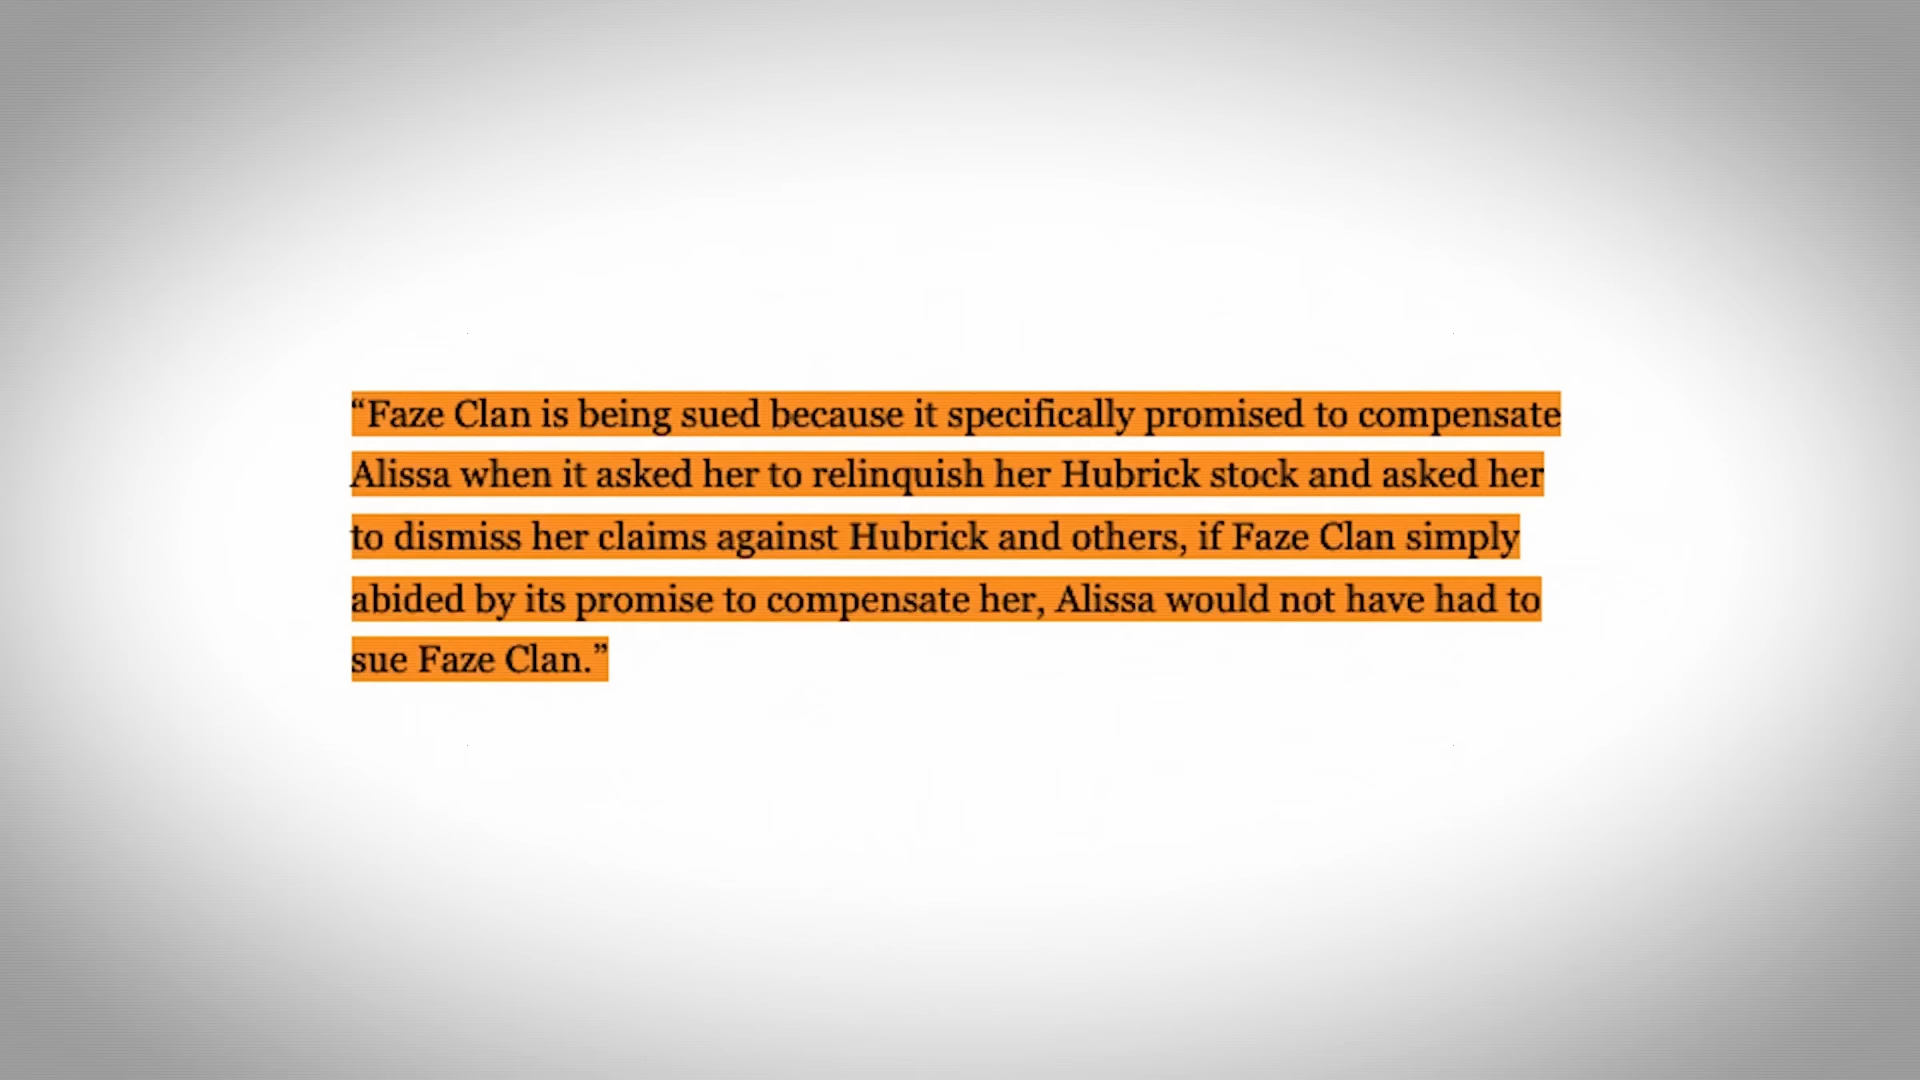 “Faze Clan is being sued because it specifically promised to compensate
Alissa when it asked her to relinquish her Hubrick stock and asked her
to dismiss her claims against Hubrick and others, if Faze Clan simply
abided by its promise to compensate her, Alissa would not have had to
sue Faze Clan.”